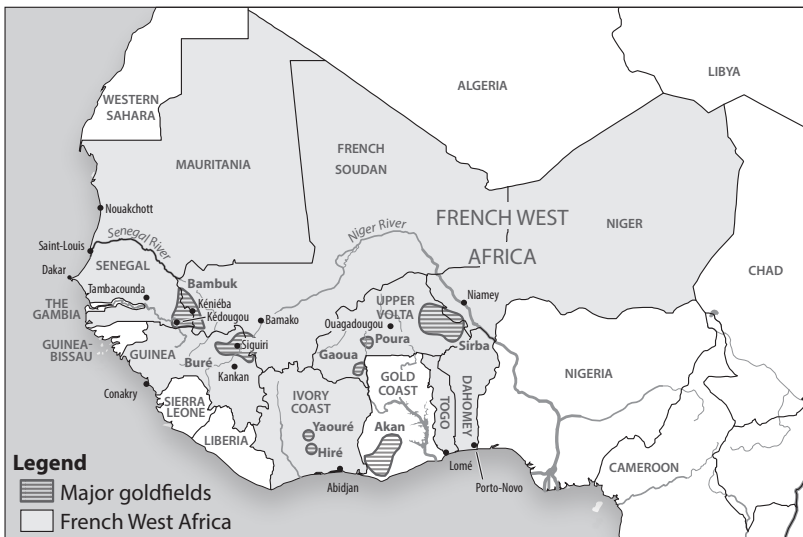 WESTERN
SAHARA
ALGERIA
LIBYA
MAURITANIA
FRENCH
SOUDAN
Nouakchott
Niger River
FRENCH WEST
AFRICA
NIGER
Senegal River
Saint-Louis
SENEGAL
Dakar
Tambacounda
Bambuk
CHAD
THE
GAMBIA
Kéniéba
Kédougou
Bamako
UPPER
VOLTA
Niamey
Ouagadougou
Poura
Sirba
GUINEA-
BISSAU
GUINEA
Buré
Siguiri
Gaoua
Kankan
GOLD
COAST
NIGERIA
Conakry
SIERRA
LEONE
IVORY
COAST
TOGO
DAHOMEY
Yaouré
Akan
LIBERIA
Hiré
CAMEROON
Abidjan
Lomé
Porto-Novo
Legend
Major goldfields
French West Africa